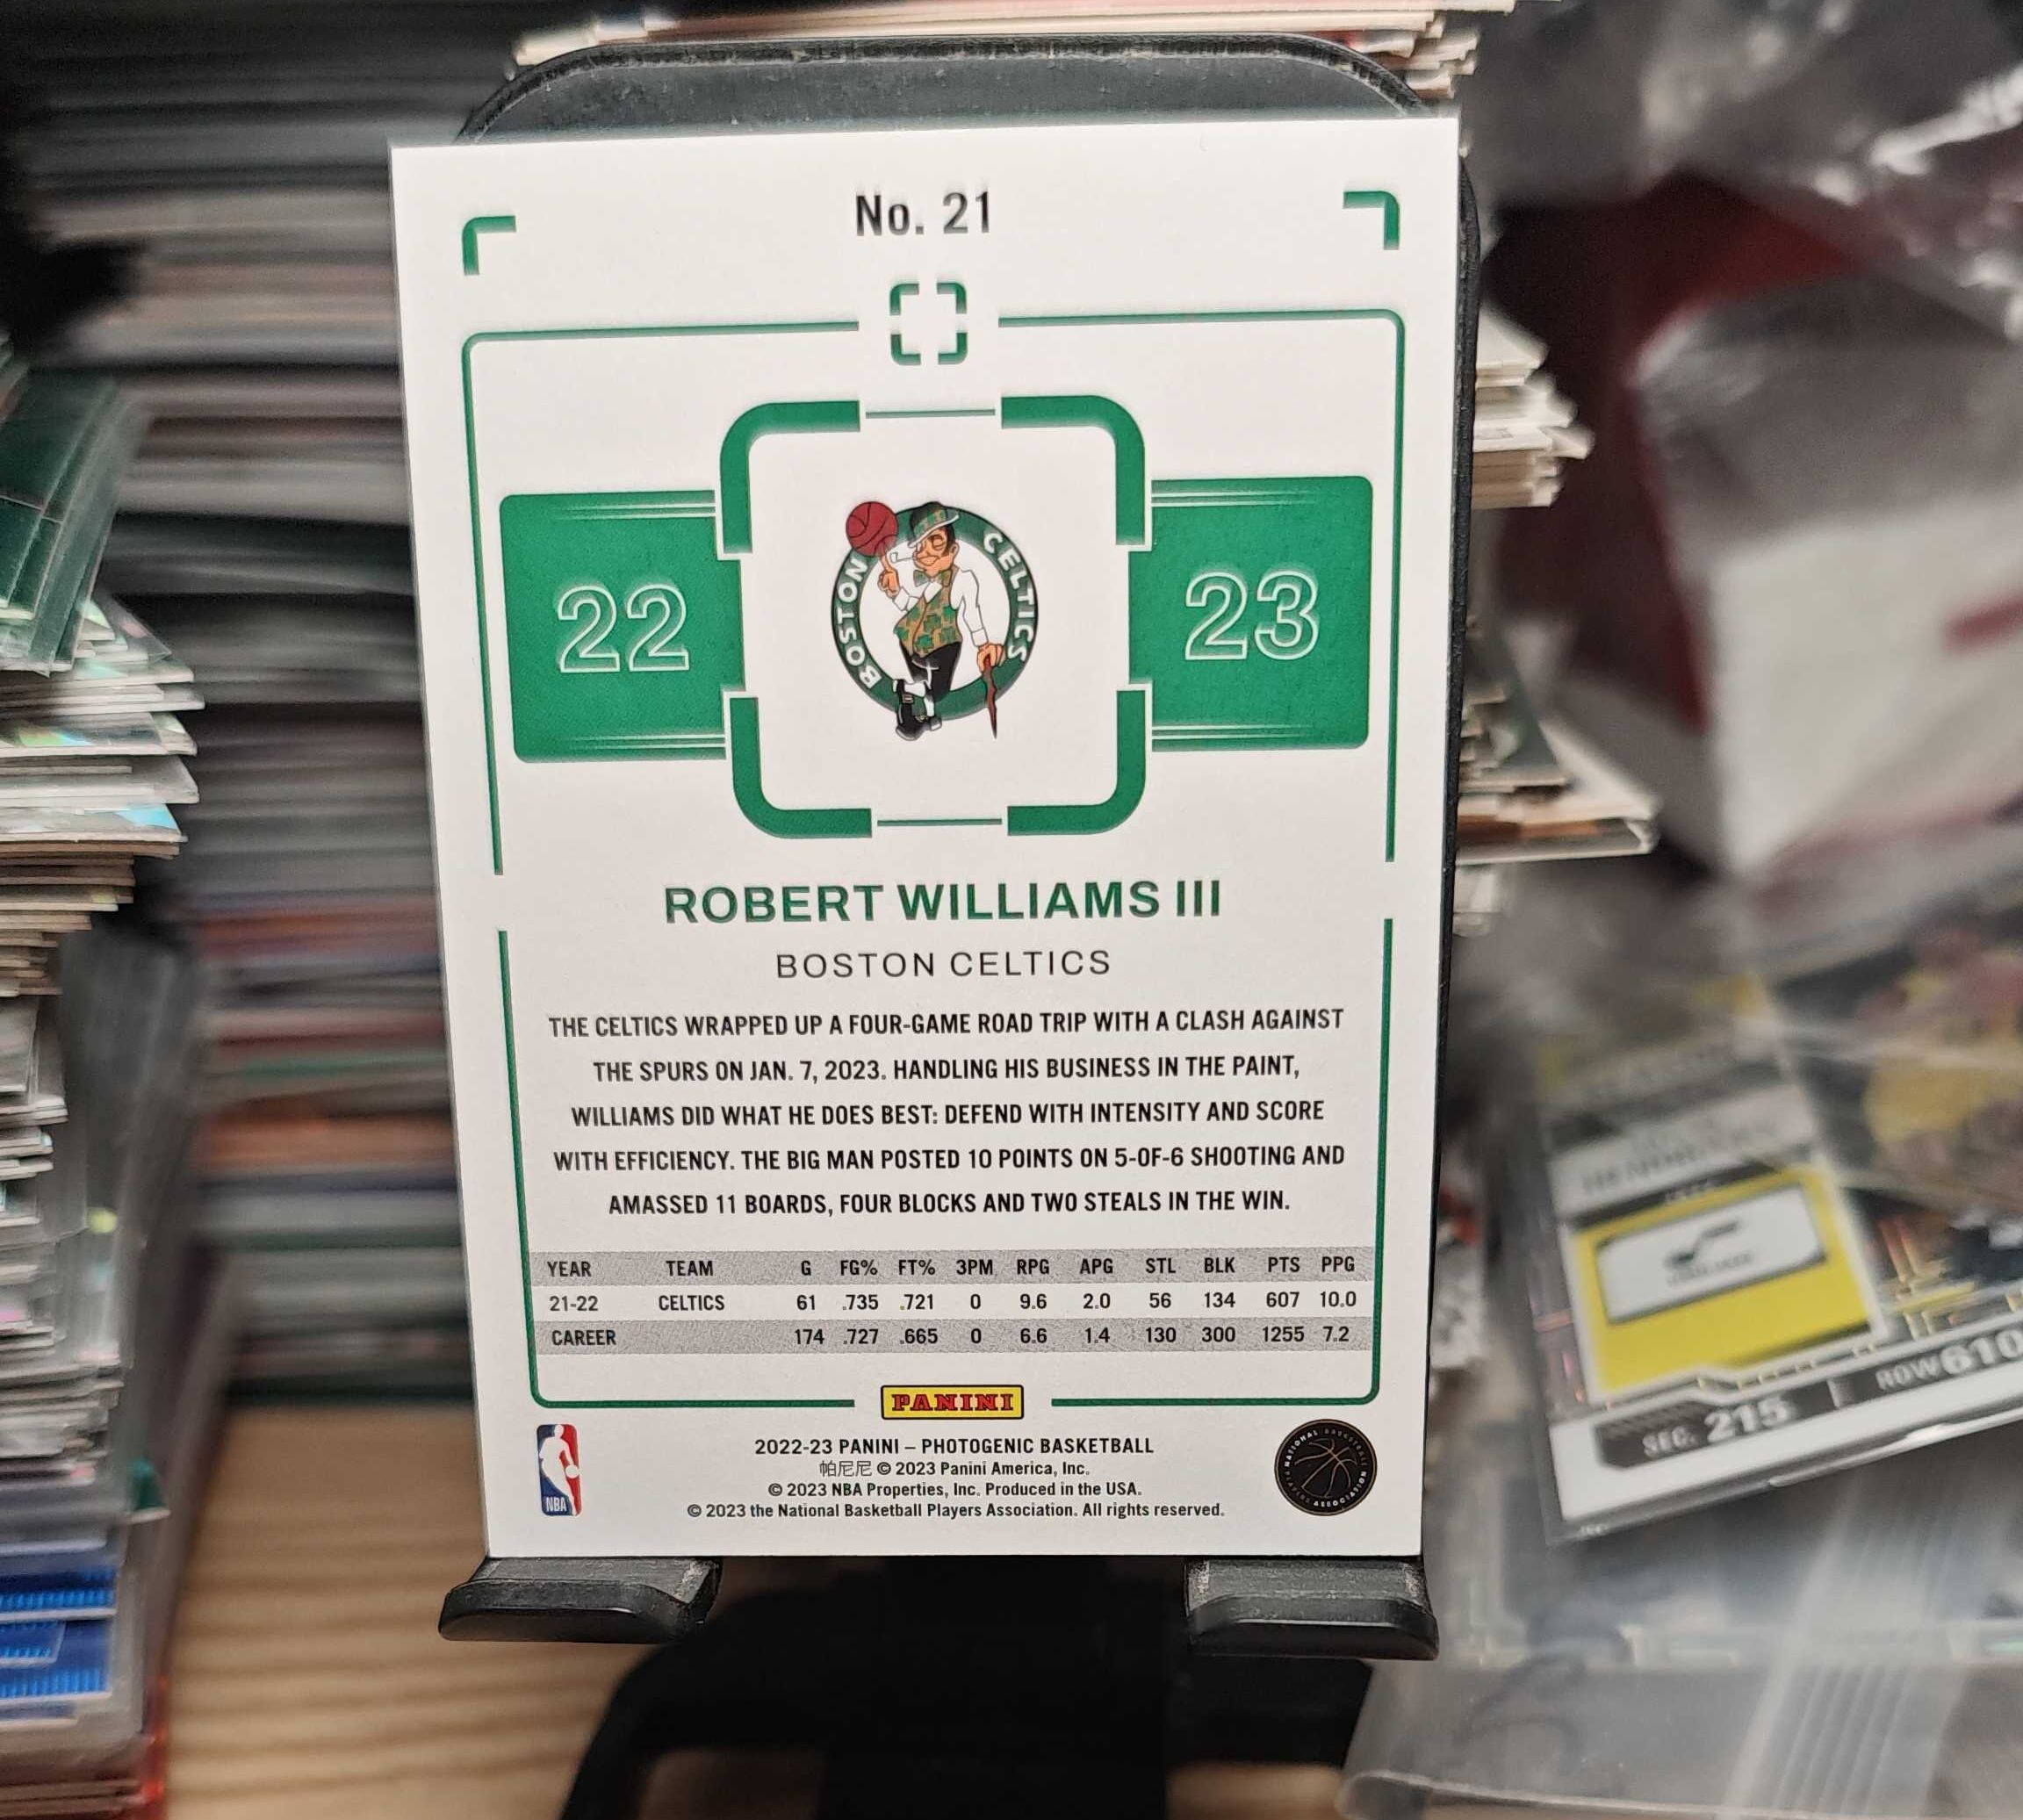 No. 21
22
BOSTON CELTICS
23
ROBERT WILLIAMS III
BOSTON CELTICS
THE CELTICS WRAPPED UP A FOUR-GAME ROAD TRIP WITH A CLASH AGAINST
THE SPURS ON JAN. 7, 2023. HANDLING HIS BUSINESS IN THE PAINT,
WILLIAMS DID WHAT HE DOES BEST: DEFEND WITH INTENSITY AND SCORE
WITH EFFICIENCY. THE BIG MAN POSTED 10 POINTS ON 5-OF-6 SHOOTING AND
AMASSED 11 BOARDS, FOUR BLOCKS AND TWO STEALS IN THE WIN.
YEAR TEAM G FG% FT% 3PM RPG APG STL BLK PTS PPG
21-22 CELTICS 61 .735 .721 0 9.6 2.0 56 134 607 10.0
CAREER 174 .727 .665 0 6.6 1.4 130 300 1255 7.2
PANINI
NBA
2022-23 PANINI – PHOTOGENIC BASKETBALL
帕尼尼 © 2023 Panini America, Inc.
© 2023 NBA Properties, Inc. Produced in the USA.
© 2023 the National Basketball Players Association. All rights reserved.
NATIONAL BASKETBALL PLAYERS ASSOCIATION
SEC. 215 ROW 610